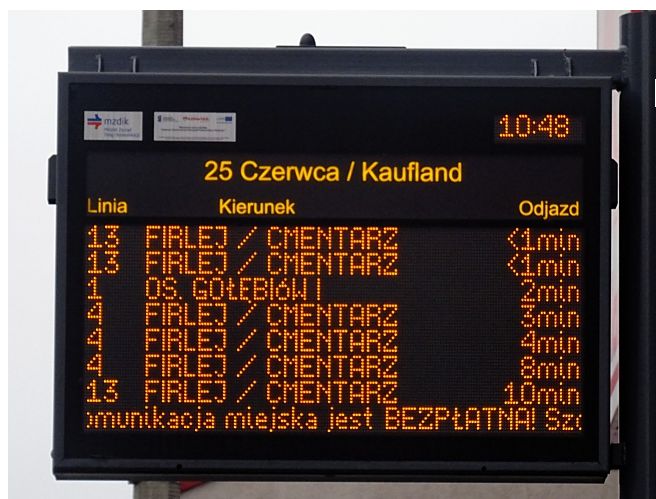 mzdik
10:48
25 Czerwca / Kaufland
Linia Kierunek Odjazd
13 FIRLEJ / CMENTARZ <1min
13 FIRLEJ / CMENTARZ <1min
1 OS. GOŁĘBIÓW I 2min
4 FIRLEJ / CMENTARZ 3min
4 FIRLEJ / CMENTARZ 4min
4 FIRLEJ / CMENTARZ 8min
13 FIRLEJ / CMENTARZ 10min
omunikacja miejska jest BEZPŁATNA! Szc